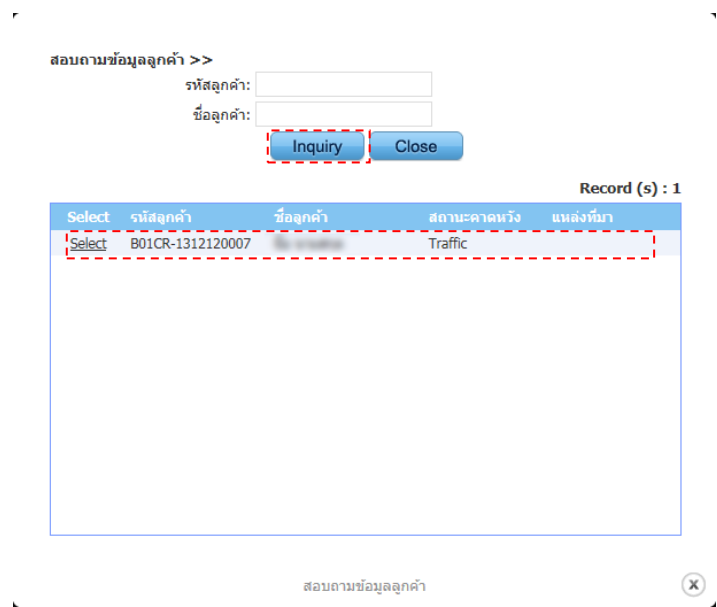 สอบถามข้อมูลลูกค้า >>
รหัสลูกค้า:
ชื่อลูกค้า:
Inquiry Close
Record (s) : 1
Select รหัสลูกค้า ชื่อลูกค้า สถานะคาดหวัง แหล่งที่มา
Select B01CR-1312120007 Traffic
สอบถามข้อมูลลูกค้า